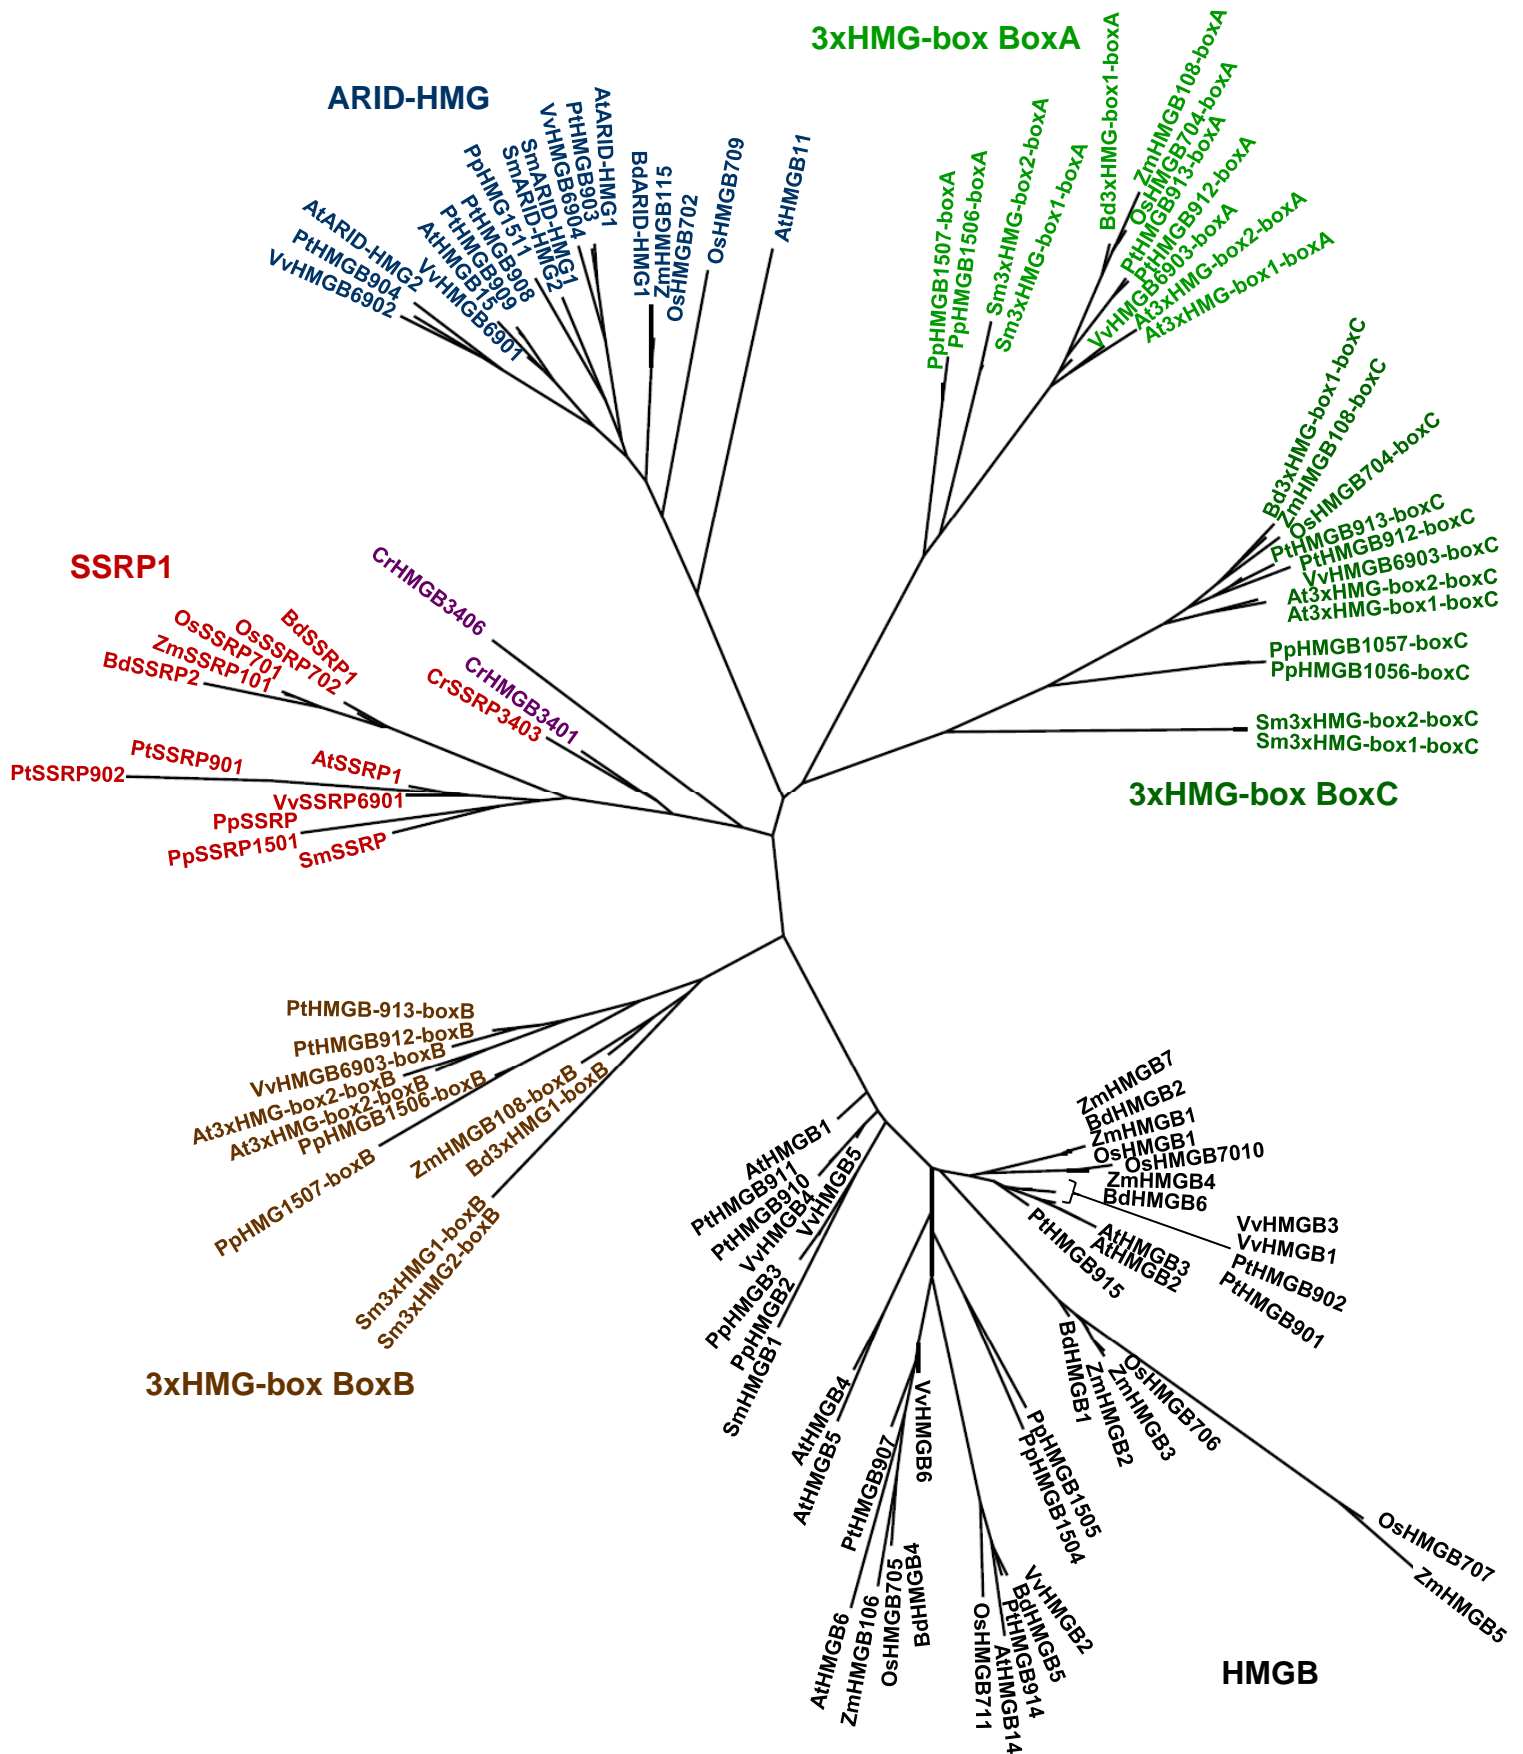 3xHMG-box BoxA
ARID-HMG
AtARID-HMG2
PtHMGB904
VvHMGB6902
VvHMGB6901
AtHMGB15
PtHMGB909
PtHMGB908
PpHMG1511
SmARID-HMG2
SmARID-HMG1
VvHMGB6904
PtHMGB903
AtARID-HMG1
BdARID-HMG1
ZmHMGB115
OsHMGB702
OsHMGB709
AtHMGB11
PpHMGB1507-boxA
PpHMGB1506-boxA
Sm3xHMG-box2-boxA
Sm3xHMG-box1-boxA
Bd3xHMG-box1-boxA
ZmHMGB108-boxA
OsHMGB704-boxA
PtHMGB913-boxA
PtHMGB912-boxA
VvHMGB6903-boxA
At3xHMG-box2-boxA
At3xHMG-box1-boxA
Bd3xHMG-box1-boxC
ZmHMGB108-boxC
OsHMGB704-boxC
PtHMGB913-boxC
PtHMGB912-boxC
VvHMGB6903-boxC
At3xHMG-box2-boxC
At3xHMG-box1-boxC
PpHMGB1057-boxC
PpHMGB1056-boxC
Sm3xHMG-box2-boxC
Sm3xHMG-box1-boxC
3xHMG-box BoxC
SSRP1
CrHMGB3406
CrHMGB3401
CrSSRP3403
BdSSRP1
OsSSRP702
OsSSRP701
ZmSSRP101
BdSSRP2
PtSSRP901
PtSSRP902
AtSSRP1
VvSSRP6901
PpSSRP
PpSSRP1501
SmSSRP
PtHMGB-913-boxB
PtHMGB912-boxB
VvHMGB6903-boxB
At3xHMG-box2-boxB
At3xHMG-box2-boxB
PpHMGB1506-boxB
PpHMG1507-boxB
ZmHMGB108-boxB
Bd3xHMG1-boxB
Sm3xHMG1-boxB
Sm3xHMG2-boxB
3xHMG-box BoxB
AtHMGB1
PtHMGB911
PtHMGB910
VvHMGB4
VvHMGB5
PpHMGB3
PpHMGB2
SmHMGB1
AtHMGB4
AtHMGB5
PtHMGB907
VvHMGB6
AtHMGB6
ZmHMGB106
OsHMGB705
BdHMGB4
OsHMGB711
AtHMGB14
PtHMGB914
BdHMGB5
VvHMGB2
PpHMGB1504
PpHMGB1505
BdHMGB1
ZmHMGB2
ZmHMGB3
OsHMGB706
OsHMGB707
ZmHMGB5
ZmHMGB7
BdHMGB2
ZmHMGB1
OsHMGB1
OsHMGB7010
ZmHMGB4
BdHMGB6
VvHMGB3
VvHMGB1
PtHMGB902
PtHMGB901
AtHMGB3
AtHMGB2
PtHMGB915
HMGB